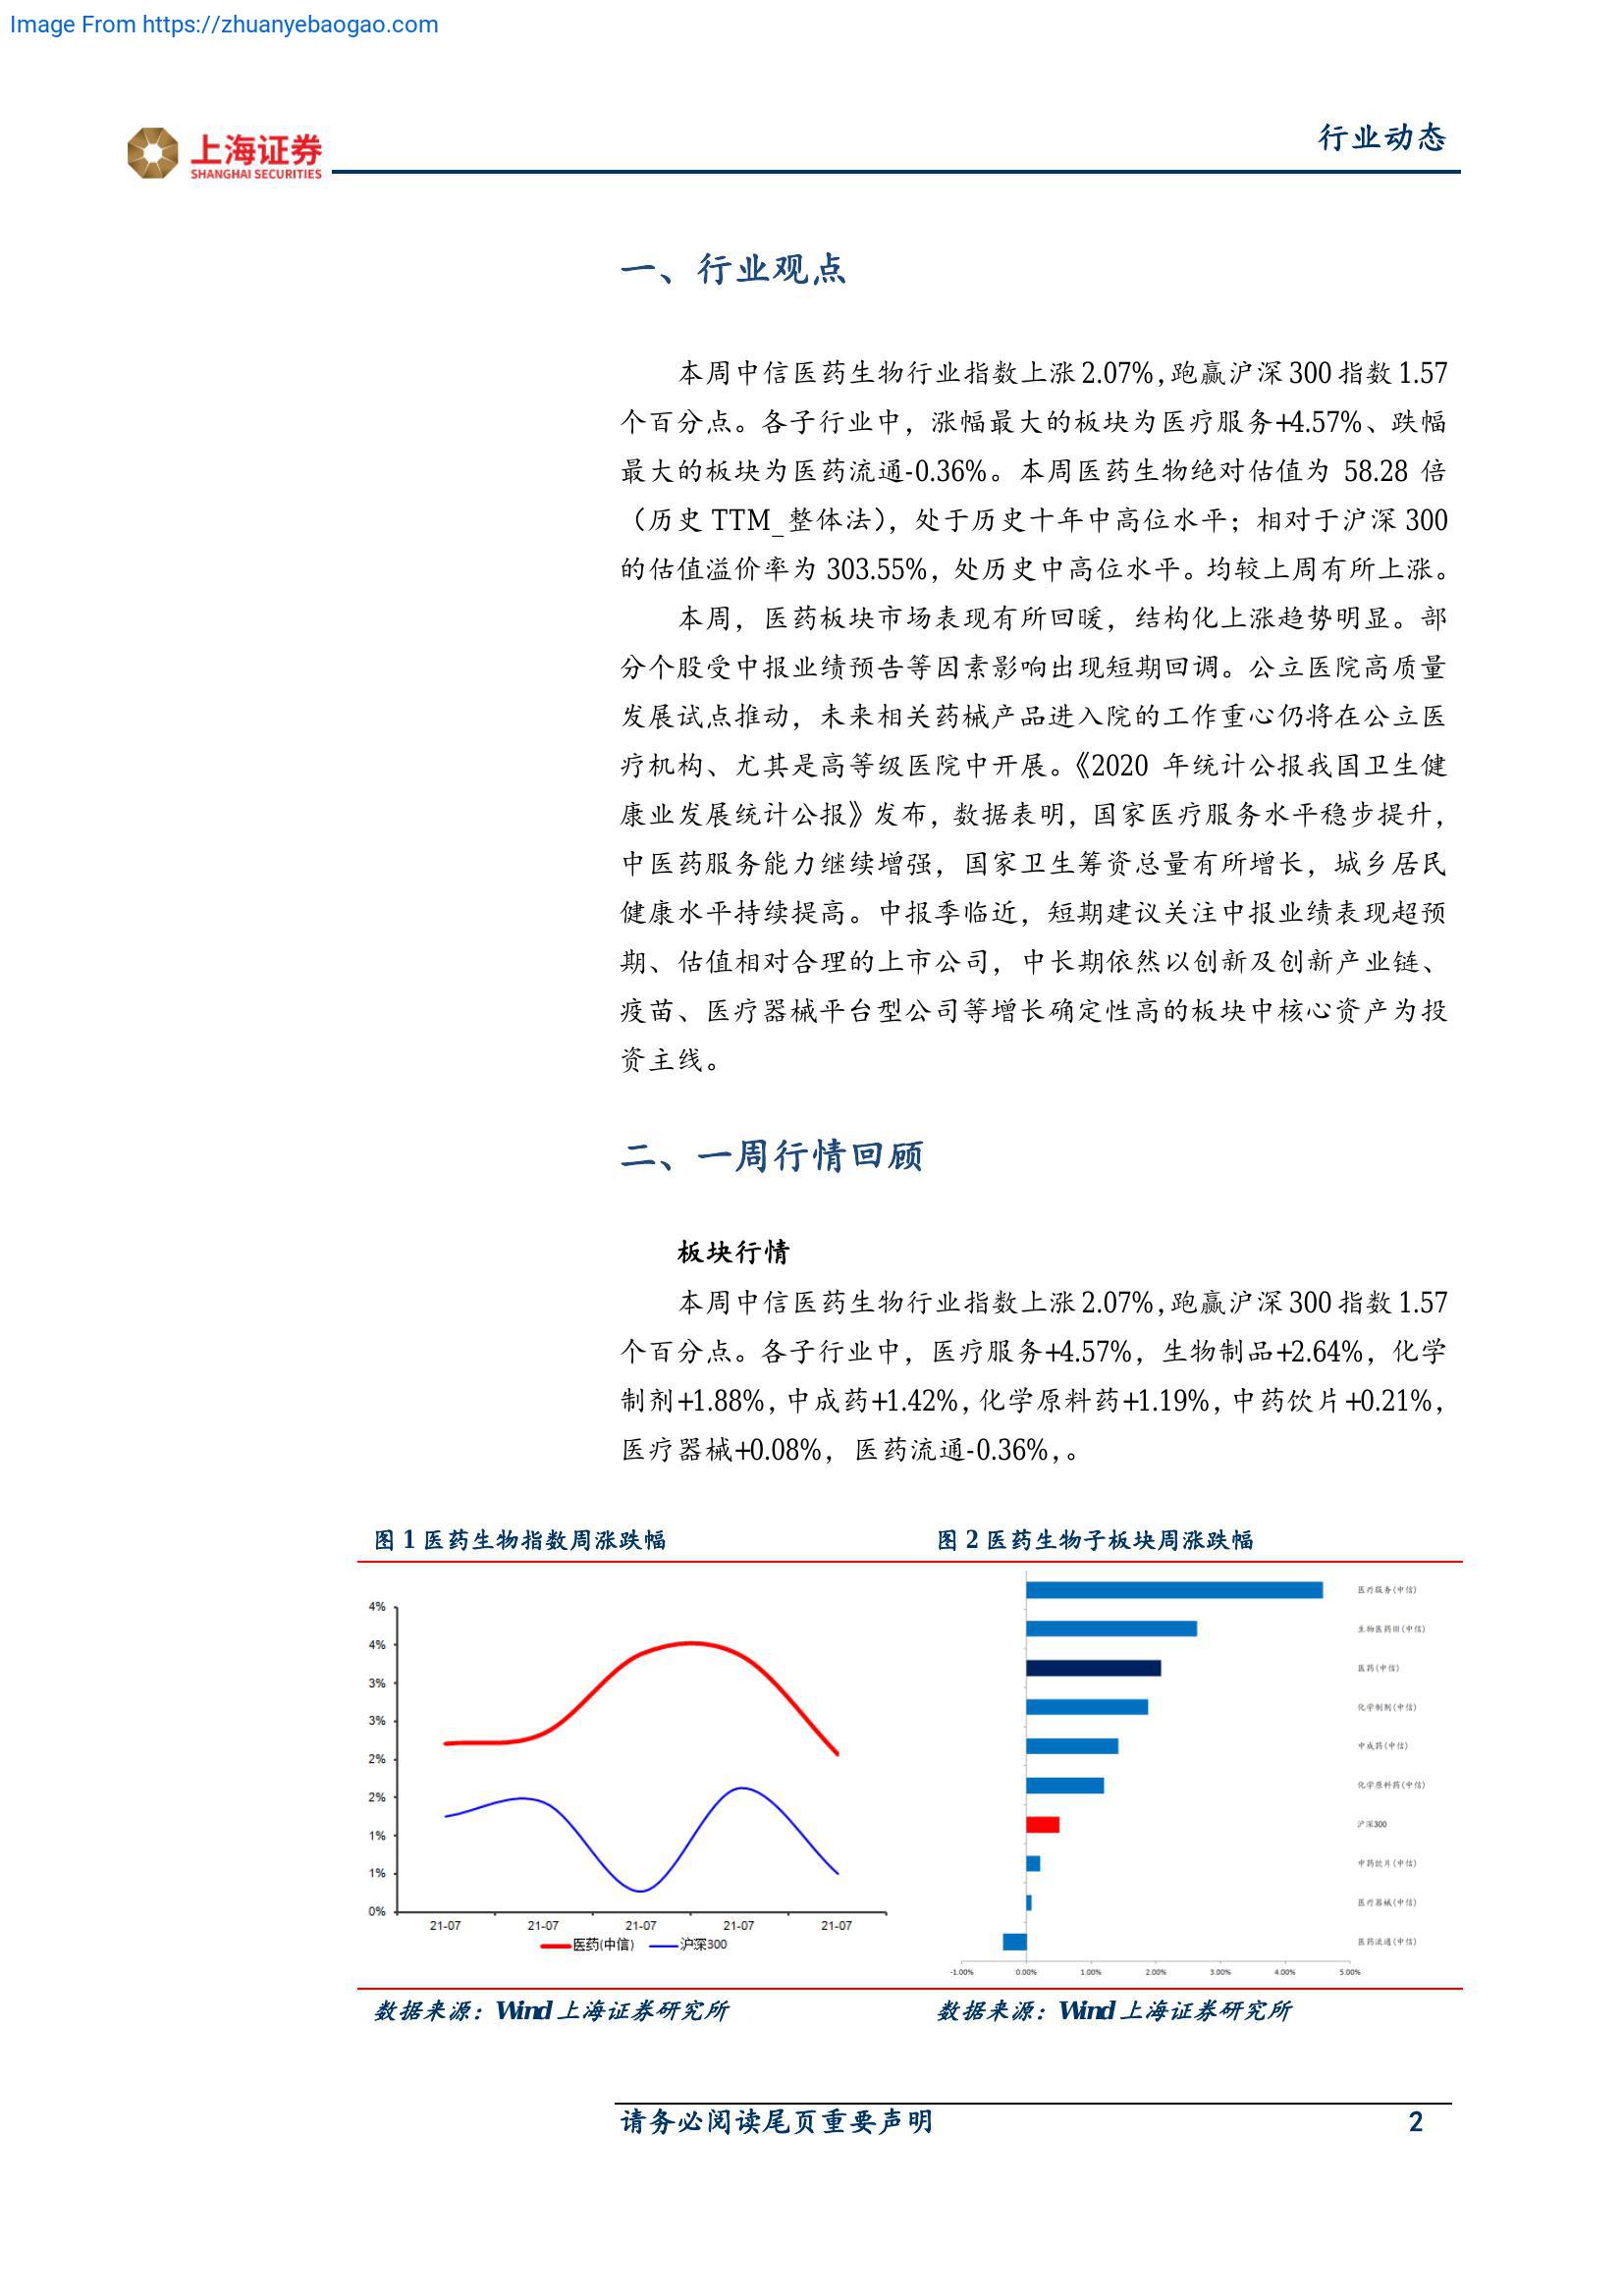 Image From https://zhuanyebaogao.com
上海证券
SHANGHAI SECURITIES
行业动态
一、行业观点
本周中信医药生物行业指数上涨2.07%,跑赢沪深300指数1.57
个百分点。各子行业中，涨幅最大的板块为医疗服务+4.57%、跌幅
最大的板块为医药流通-0.36%。本周医药生物绝对估值为 58.28 倍
（历史 TTM_整体法），处于历史十年中高位水平；相对于沪深300
的估值溢价率为 303.55%，处历史中高位水平。均较上周有所上涨。
本周，医药板块市场表现有所回暖，结构化上涨趋势明显。部
分个股受中报业绩预告等因素影响出现短期回调。公立医院高质量
发展试点推动，未来相关药械产品进入院的工作重心仍将在公立医
疗机构、尤其是高等级医院中开展。《2020 年统计公报我国卫生健
康业发展统计公报》发布，数据表明，国家医疗服务水平稳步提升，
中医药服务能力继续增强，国家卫生筹资总量有所增长，城乡居民
健康水平持续提高。中报季临近，短期建议关注中报业绩表现超预
期、估值相对合理的上市公司，中长期依然以创新及创新产业链、
疫苗、医疗器械平台型公司等增长确定性高的板块中核心资产为投
资主线。
二、一周行情回顾
板块行情
本周中信医药生物行业指数上涨2.07%,跑赢沪深300指数1.57
个百分点。各子行业中，医疗服务+4.57%，生物制品+2.64%，化学
制剂+1.88%，中成药+1.42%，化学原料药+1.19%，中药饮片+0.21%，
医疗器械+0.08%，医药流通-0.36%，。
图 1 医药生物指数周涨跌幅
4%
4%
3%
3%
2%
2%
1%
1%
0%
21-07 21-07 21-07 21-07 21-07
医药(中信) 沪深300
数据来源：Wind 上海证券研究所
图 2 医药生物子板块周涨跌幅
医疗服务(中信)
生物医药III(中信)
医药(中信)
化学制剂(中信)
中成药(中信)
化学原料药(中信)
沪深300
中药饮片(中信)
医疗器械(中信)
医药流通(中信)
-1.00% 0.00% 1.00% 2.00% 3.00% 4.00% 5.00%
数据来源：Wind 上海证券研究所
请务必阅读尾页重要声明 2